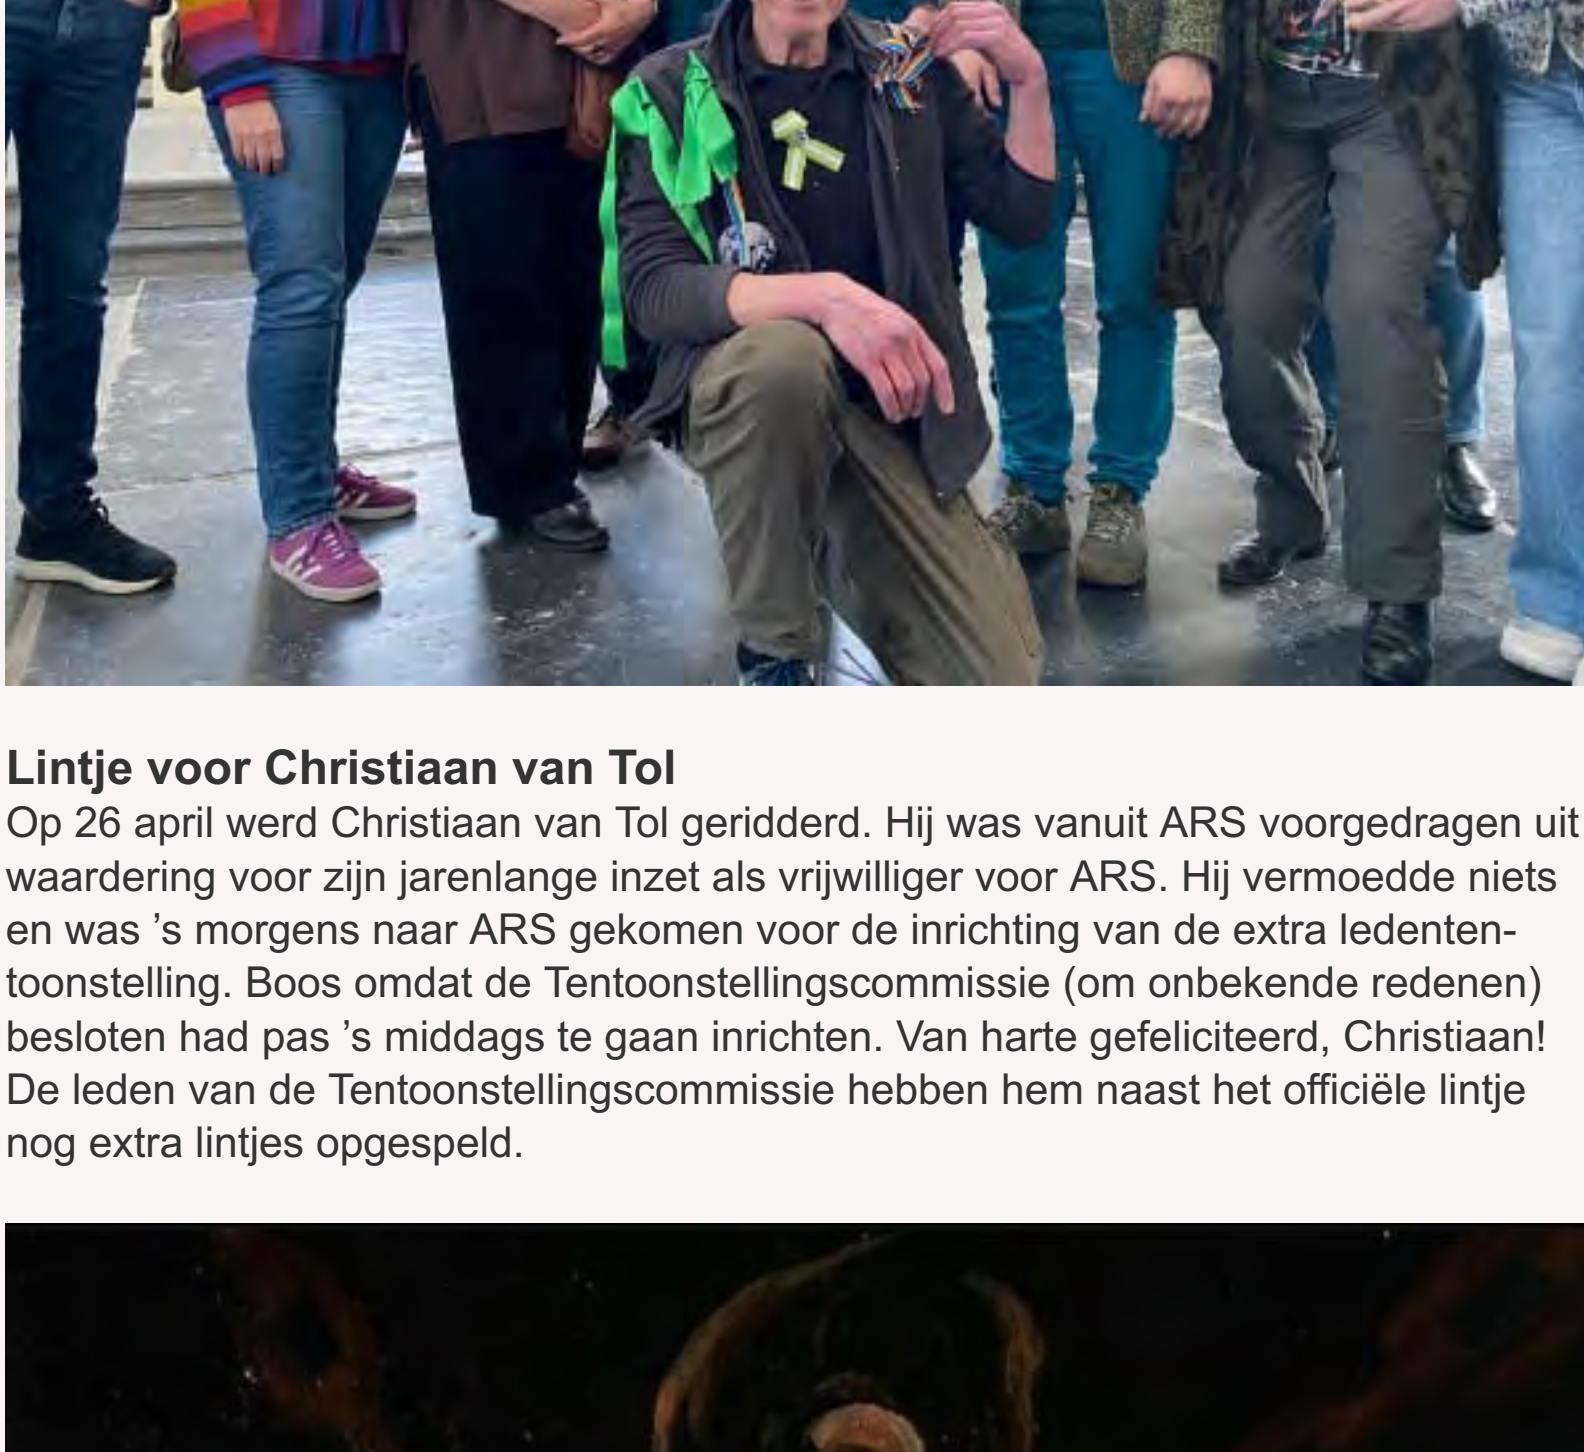 Lintje voor Christiaan van Tol
Op 26 april werd Christiaan van Tol geridderd. Hij was vanuit ARS voorgedragen uit
waardering voor zijn jarenlange inzet als vrijwilliger voor ARS. Hij vermoedde niets
en was ’s morgens naar ARS gekomen voor de inrichting van de extra ledenten-
toonstelling. Boos omdat de Tentoonstellingscommissie (om onbekende redenen)
besloten had pas ’s middags te gaan inrichten. Van harte gefeliciteerd, Christiaan!
De leden van de Tentoonstellingscommissie hebben hem naast het officiële lintje
nog extra lintjes opgespeld.